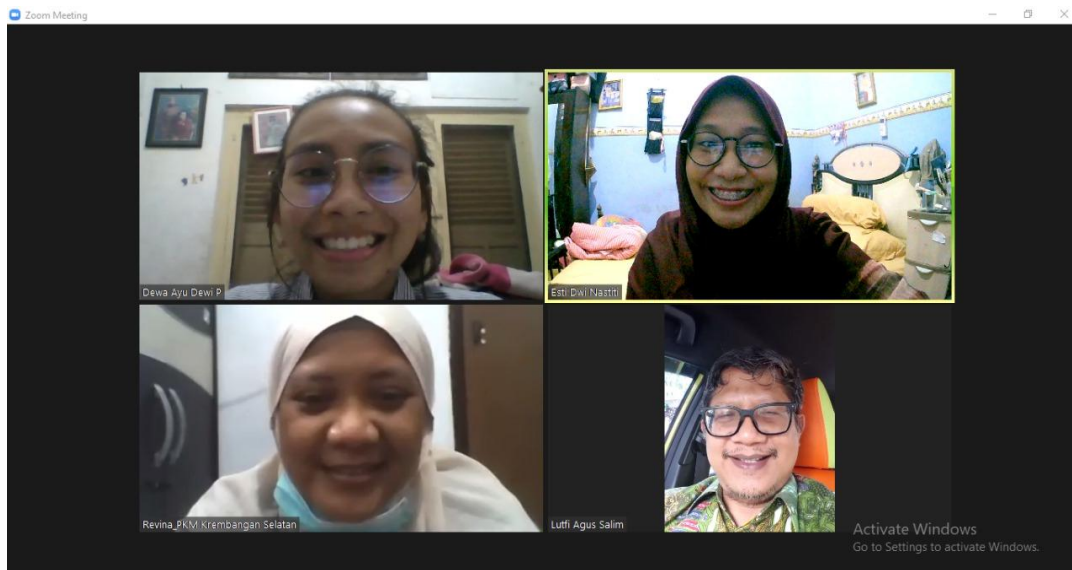 Zoom Meeting
Dewa Ayu Dewi P
Esti Dwi Nastiti
Revina_PKM Krembangan Selatan
Lutfi Agus Salim
Activate Windows
Go to Settings to activate Windows.